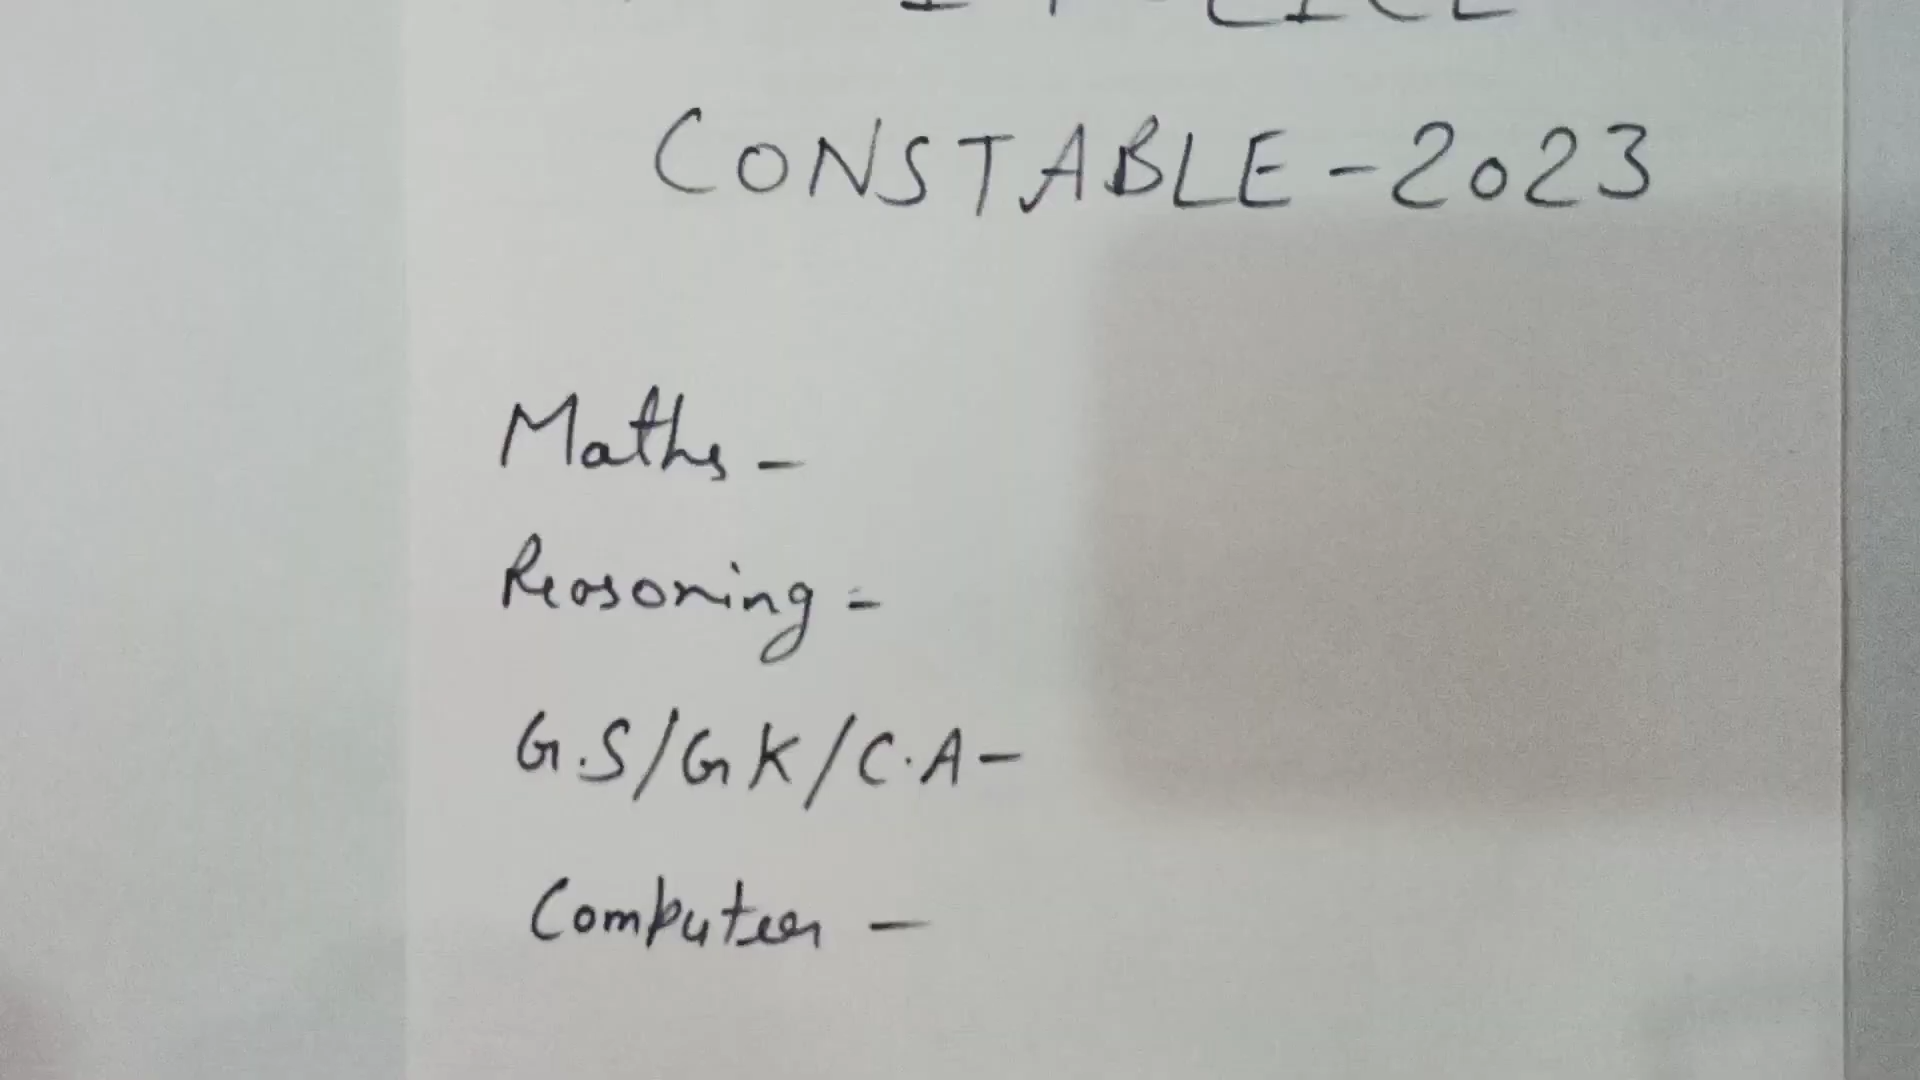 CONSTABLE - 2023
Maths -
Reasoning -
G.S/GK/C.A -
Computer -